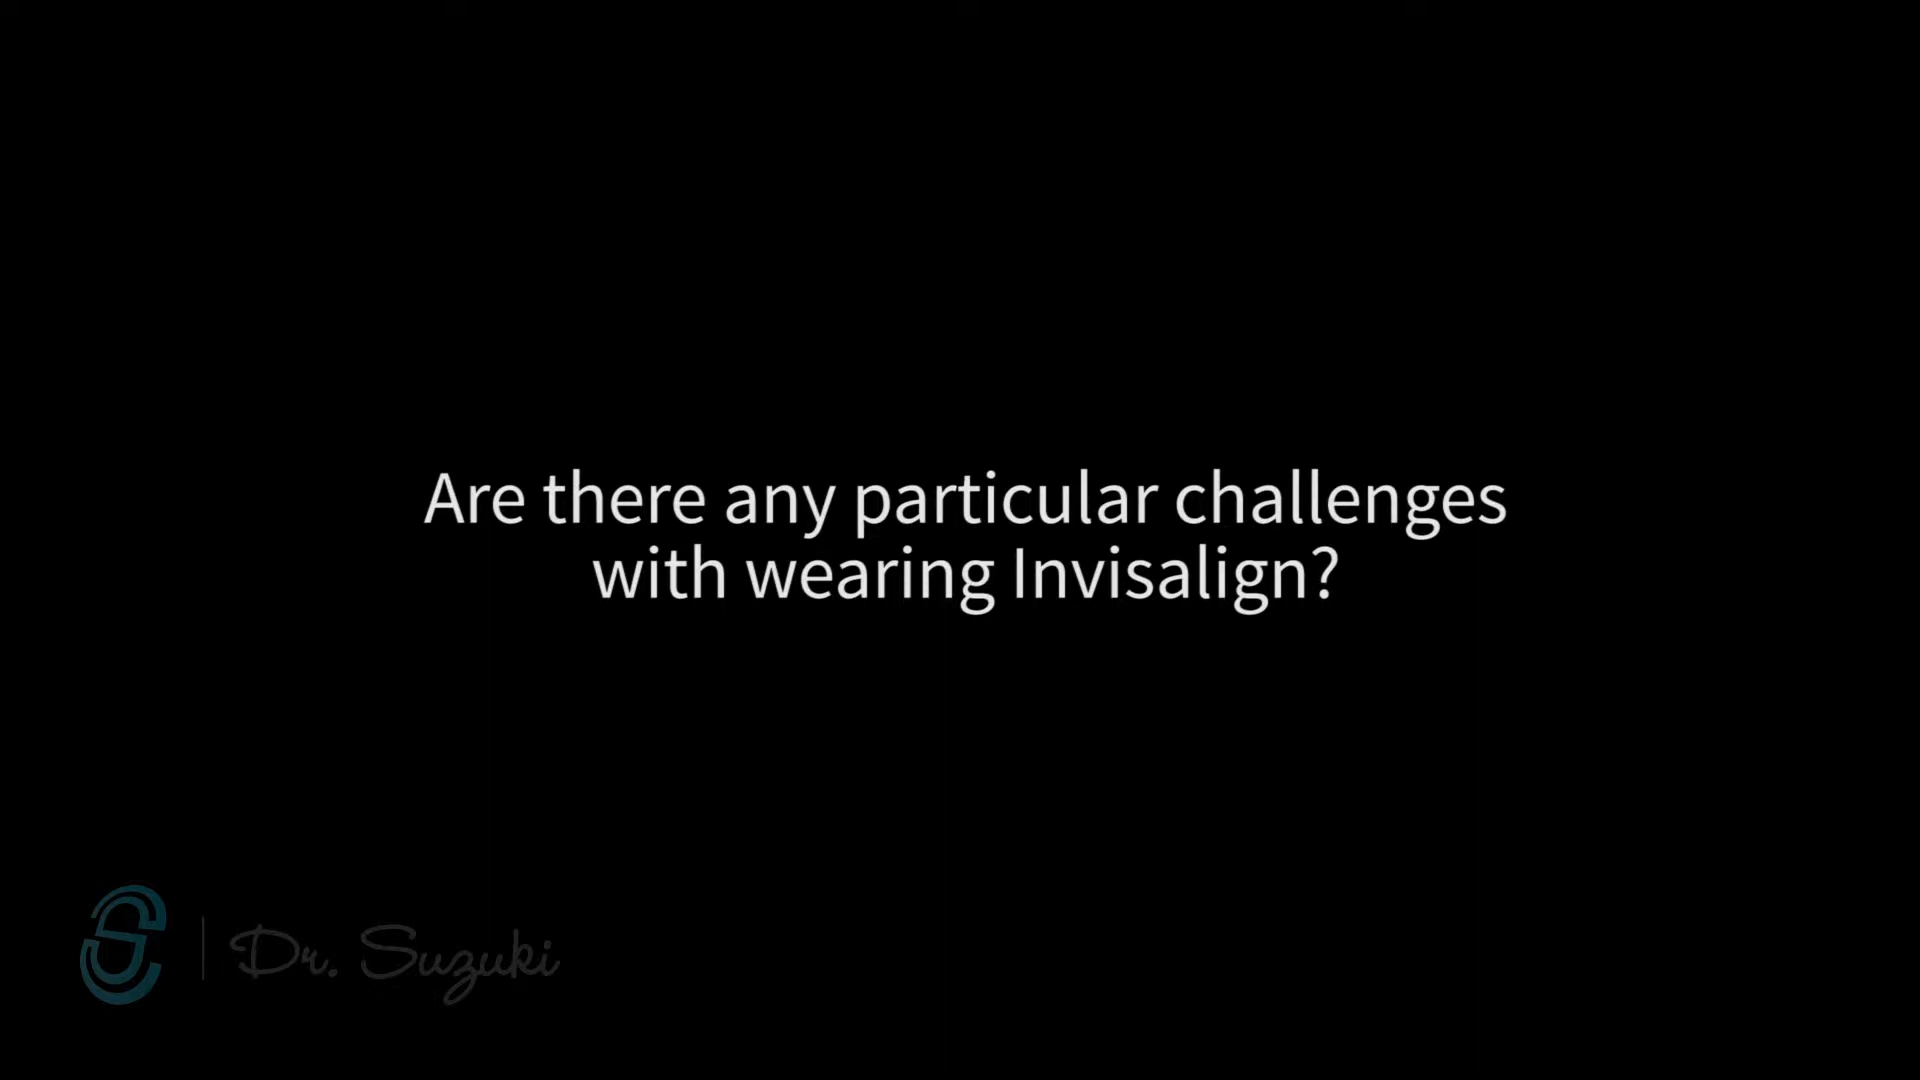 Are there any particular challenges
with wearing Invisalign?
Dr. Suzuki